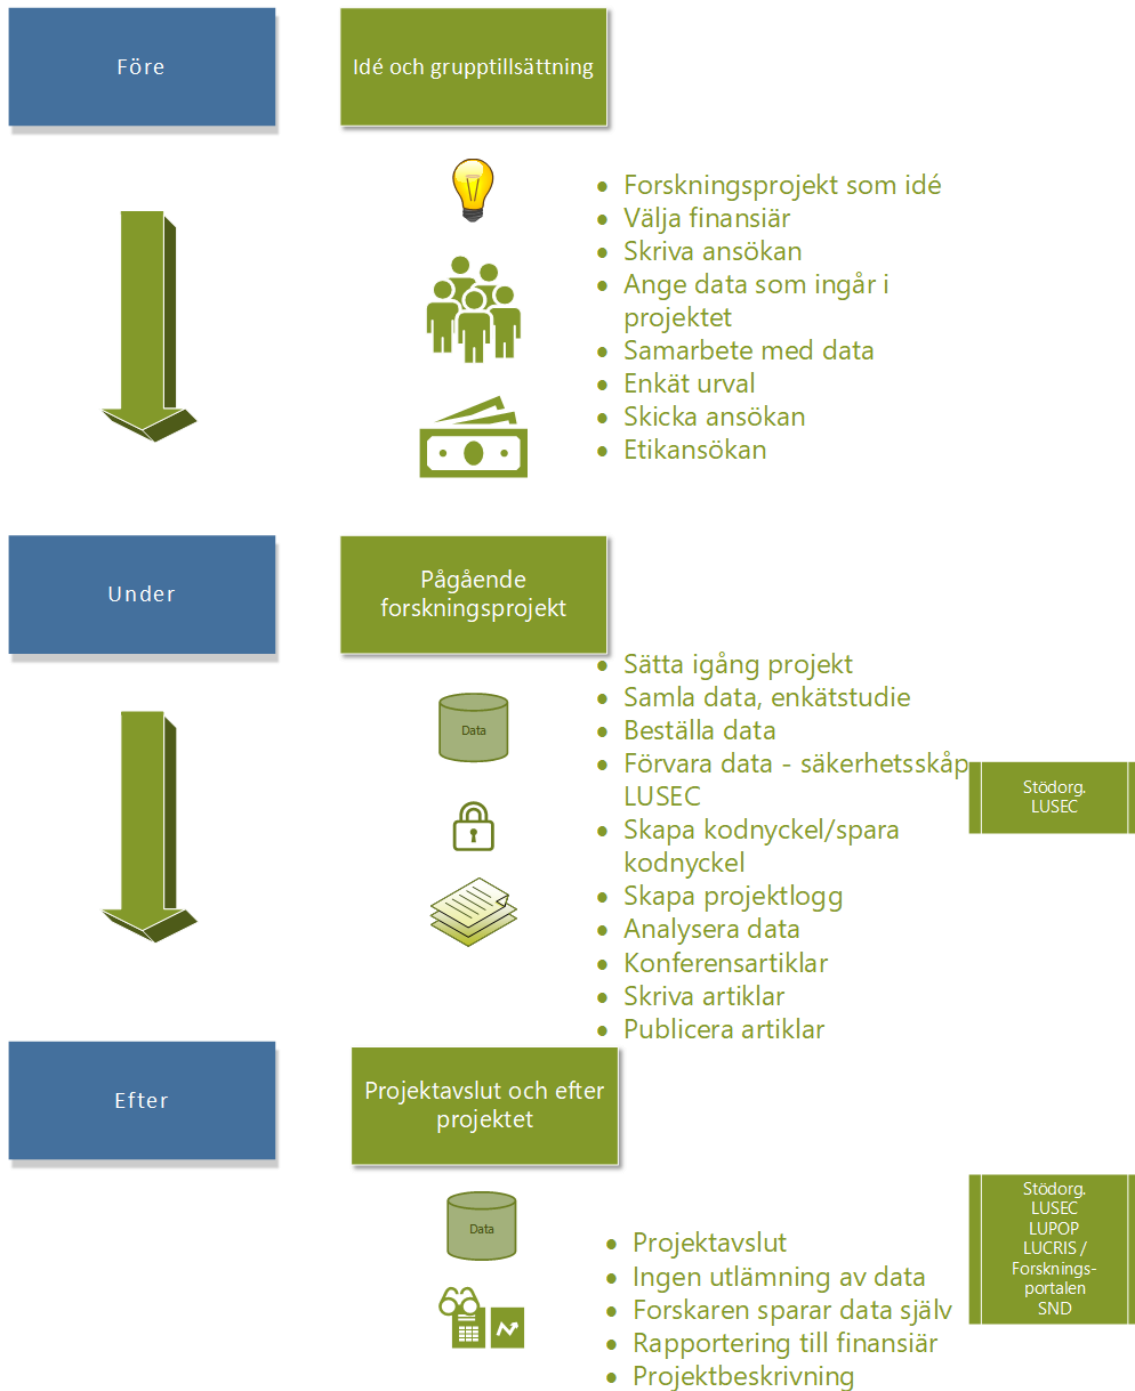 Före
Idé och grupptillsättning
• Forskningsprojekt som idé
• Välja finansiär
• Skriva ansökan
• Ange data som ingår i
projektet
• Samarbete med data
• Enkät urval
• Skicka ansökan
• Etikansökan
Under
Pågående
forskningsprojekt
Data
• Sätta igång projekt
• Samla data, enkätstudie
• Beställa data
• Förvara data - säkerhetsskåp
LUSEC
• Skapa kodnyckel/spara
kodnyckel
• Skapa projektlogg
• Analysera data
• Konferensartiklar
• Skriva artiklar
• Publicera artiklar
Stödorg.
LUSEC
Efter
Projektavslut och efter
projektet
Data
• Projektavslut
• Ingen utlämning av data
• Forskaren sparar data själv
• Rapportering till finansiär
• Projektbeskrivning
Stödorg.
LUSEC
LUPOP
LUCRIS /
Forsknings-
portalen
SND